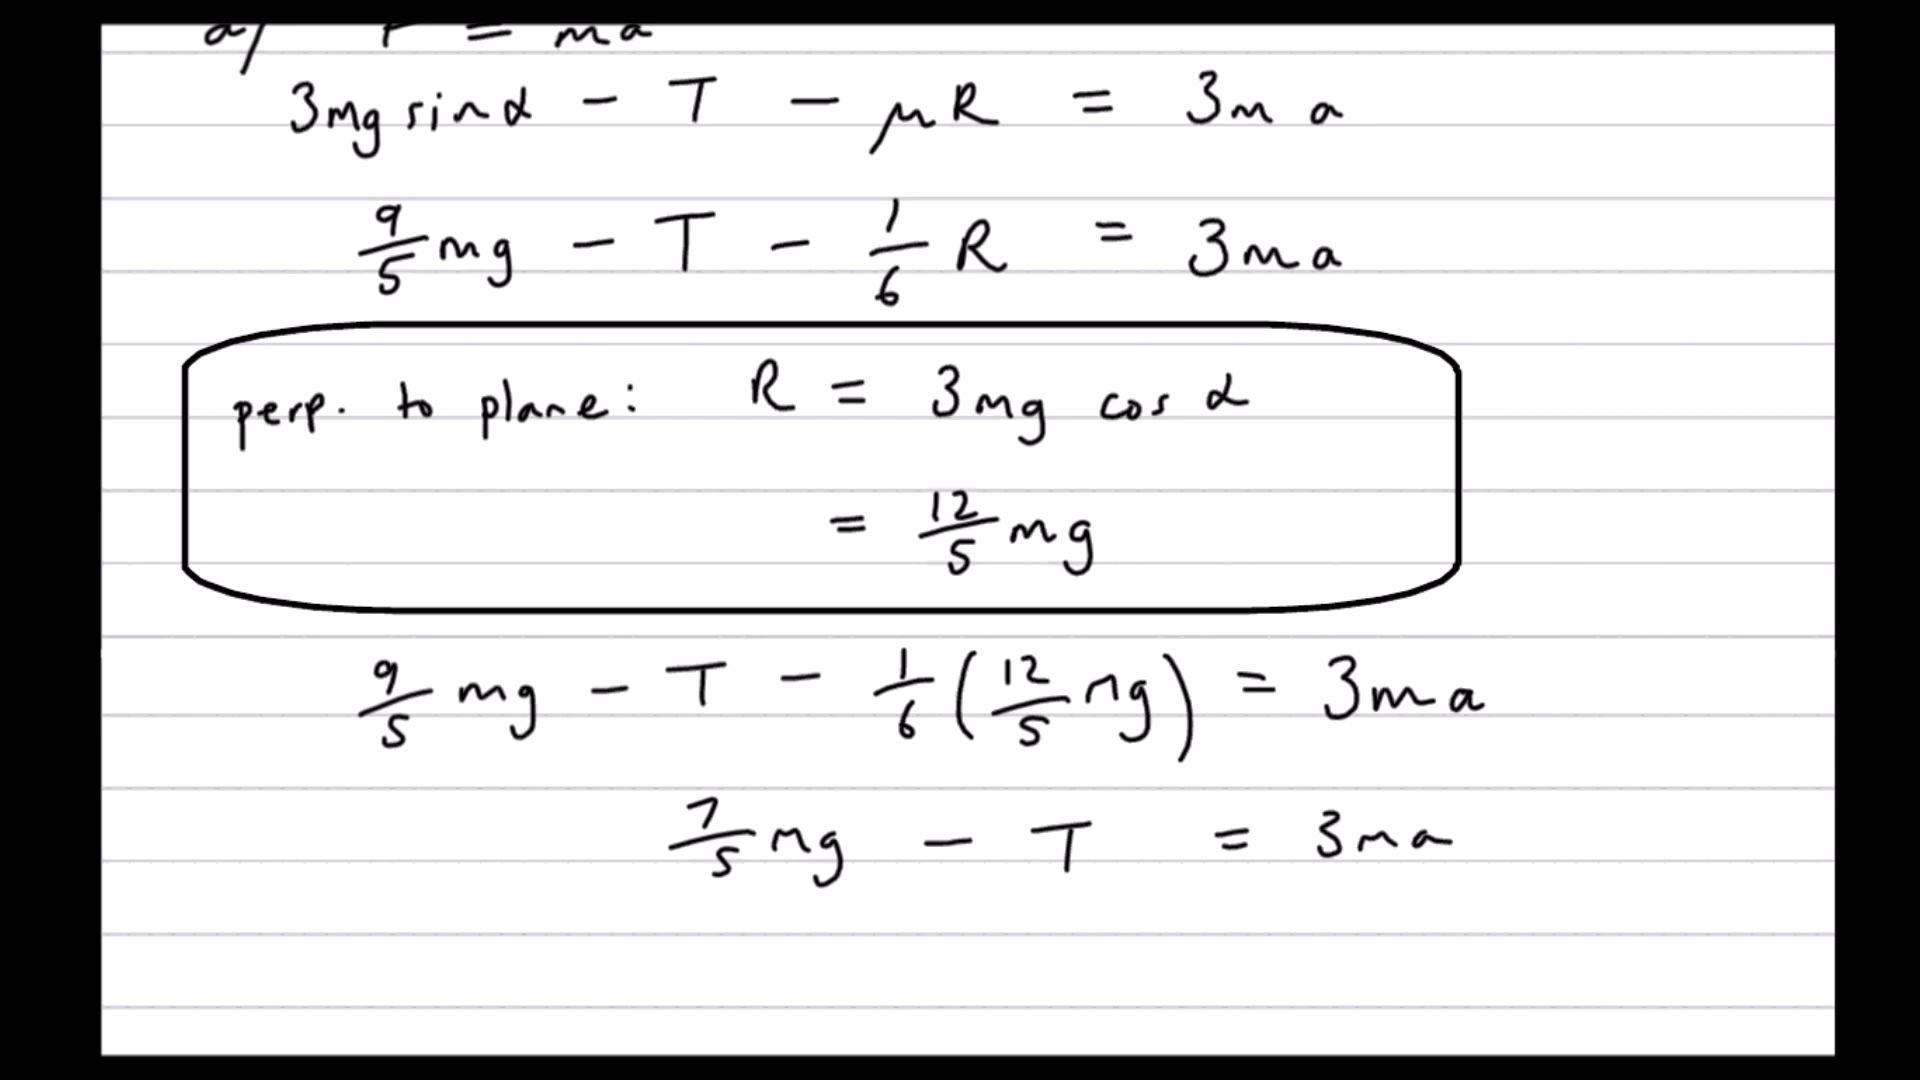 a) F = ma
3mg sin α - T - μR = 3m a
9/5 mg - T - 1/6 R = 3ma
perp. to plane: R = 3mg cos α
= 12/5 mg
9/5 mg - T - 1/6 (12/5 mg) = 3ma
7/5 mg - T = 3ma